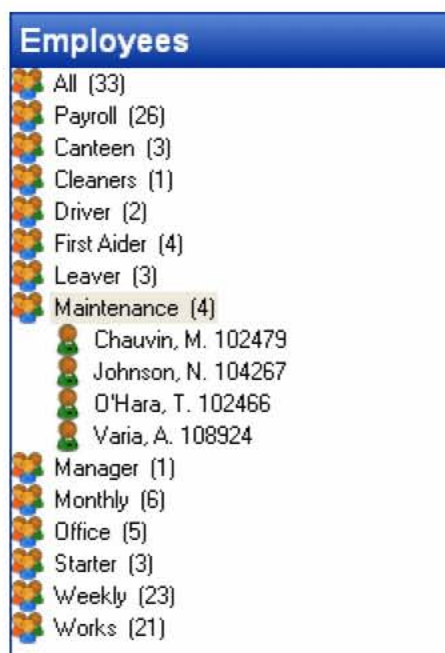 Employees
All (33)
Payroll (26)
Canteen (3)
Cleaners (1)
Driver (2)
First Aider (4)
Leaver (3)
Maintenance (4)
Chauvin, M. 102479
Johnson, N. 104267
O'Hara, T. 102466
Varia, A. 108924
Manager (1)
Monthly (6)
Office (5)
Starter (3)
Weekly (23)
Works (21)